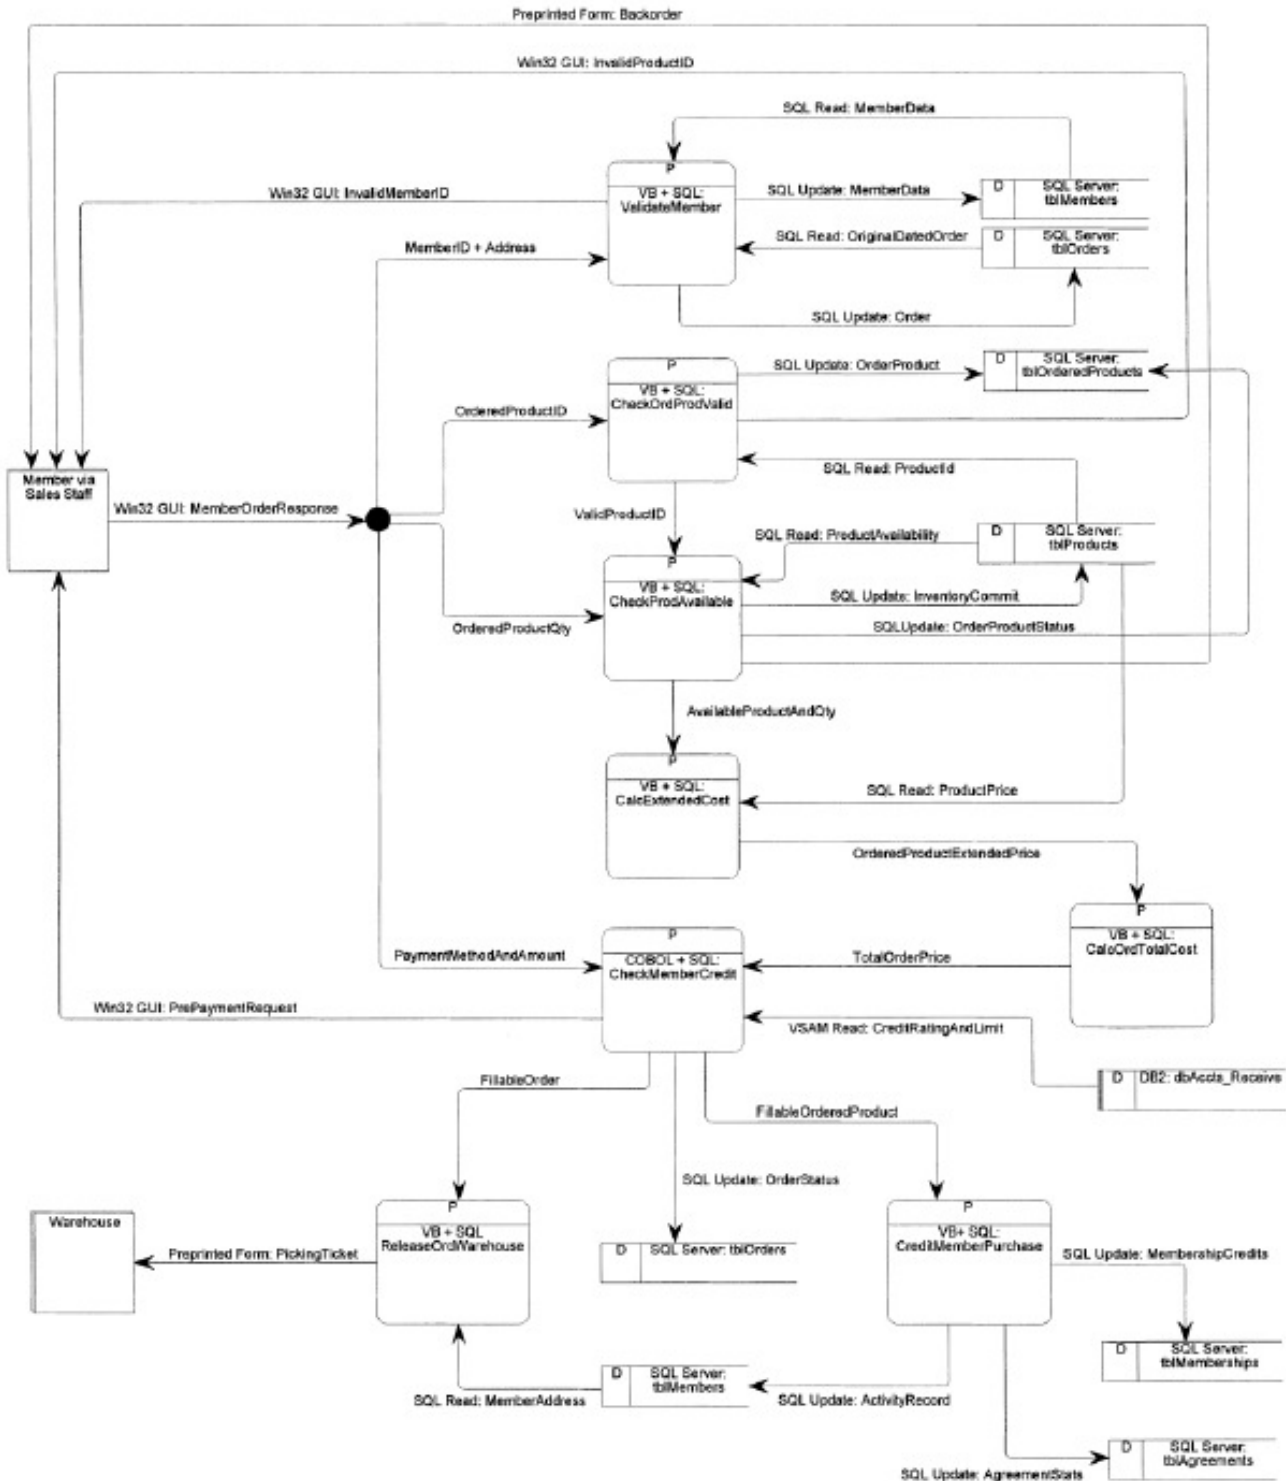 Preprinted Form: Backorder
Win32 GUI: InvalidProductID
SQL Read: MemberData
P
VB + SQL:
ValidateMember
Win32 GUI: InvalidMemberID
SQL Update: MemberData
D
SQL Server:
tblMembers
SQL Read: OriginalDatedOrder
D
SQL Server:
tblOrders
MemberID + Address
SQL Update: Order
P
VB + SQL:
CheckOrdProdValid
SQL Update: OrderProduct
D
SQL Server:
tblOrderedProducts
OrderedProductID
SQL Read: ProductId
Member via
Sales Staff
Win32 GUI: MemberOrderResponse
ValidProductID
SQL Read: ProductAvailability
D
SQL Server:
tblProducts
P
VB + SQL:
CheckProdAvailable
SQL Update: InventoryCommit
OrderedProductQty
SQLUpdate: OrderProductStatus
AvailableProductAndQty
P
VB + SQL:
CalcExtendedCost
SQL Read: ProductPrice
OrderedProductExtendedPrice
P
VB + SQL:
CalcOrdTotalCost
P
COBOL + SQL:
CheckMemberCredit
PaymentMethodAndAmount
TotalOrderPrice
Win32 GUI: PrePaymentRequest
VSAM Read: CreditRatingAndLimit
D
DB2: dbAccts_Receive
FillableOrder
FillableOrderedProduct
SQL Update: OrderStatus
P
VB + SQL
ReleaseOrdWarehouse
Warehouse
Preprinted Form: PickingTicket
D
SQL Server: tblOrders
P
VB+ SQL:
CreditMemberPurchase
SQL Update: MembershipCredits
D
SQL Server:
tblMemberships
D
SQL Server:
tblMembers
SQL Read: MemberAddress
SQL Update: ActivityRecord
D
SQL Server:
tblAgreements
SQL Update: AgreementStats